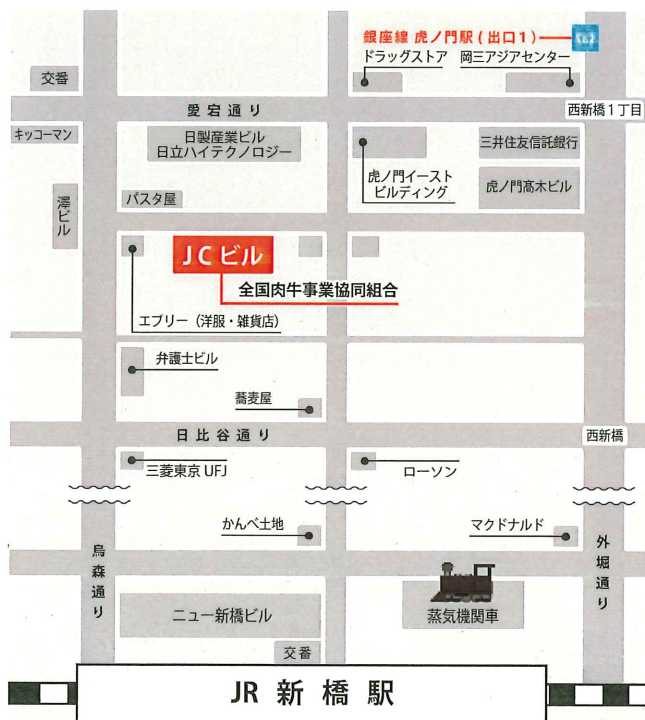 銀座線 虎ノ門駅(出口1)
ドラッグストア
岡三アジアセンター
交番
愛宕通り
西新橋1丁目
キッコーマン
日製産業ビル
日立ハイテクノロジー
三井住友信託銀行
虎ノ門イースト
ビルディング
虎ノ門髙木ビル
澤ビル
パスタ屋
JCビル
全国肉牛事業協同組合
エブリー(洋服・雑貨店)
弁護士ビル
蕎麦屋
日比谷通り
西新橋
三菱東京UFJ
ローソン
かんべ土地
マクドナルド
烏森通り
外堀通り
ニュー新橋ビル
蒸気機関車
交番
JR 新橋駅